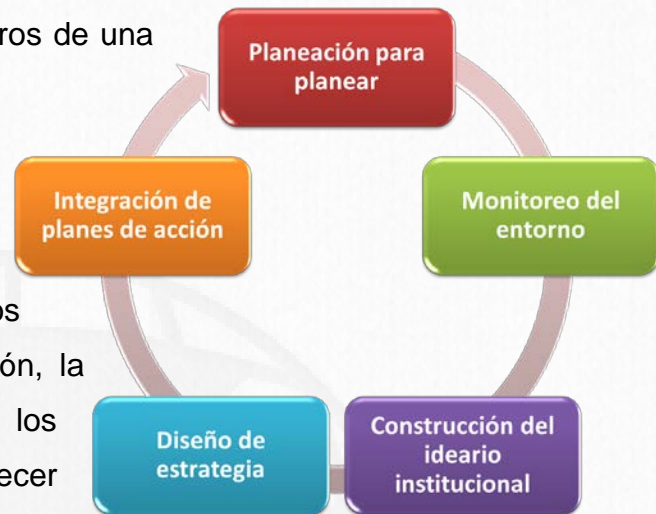 ros de una
Planeación para
planear
Monitoreo del
entorno
Integración de
planes de acción
os
ón, la
los
ecer
Construcción del
ideario
institucional
Diseño de
estrategia